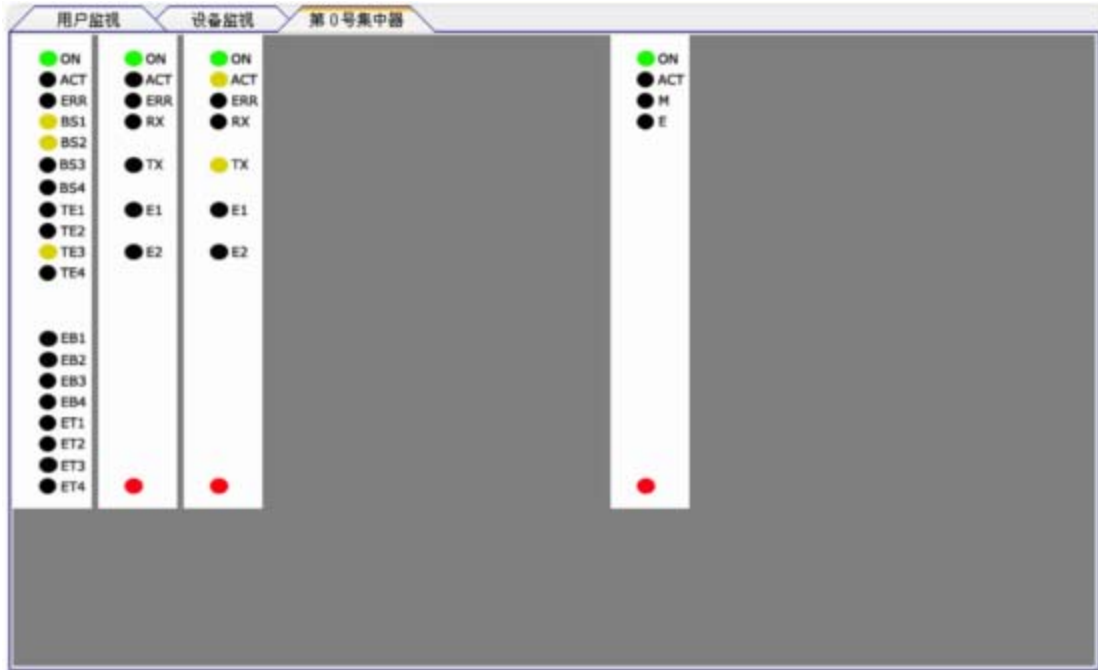 用户监视 设备监视 第0号集中器
ON ON ON ON
ACT ACT ACT ACT
ERR ERR ERR M
BS1 RX RX E
BS2
BS3 TX TX
BS4
TE1 E1 E1
TE2
TE3 E2 E2
TE4
EB1
EB2
EB3
EB4
ET1
ET2
ET3
ET4